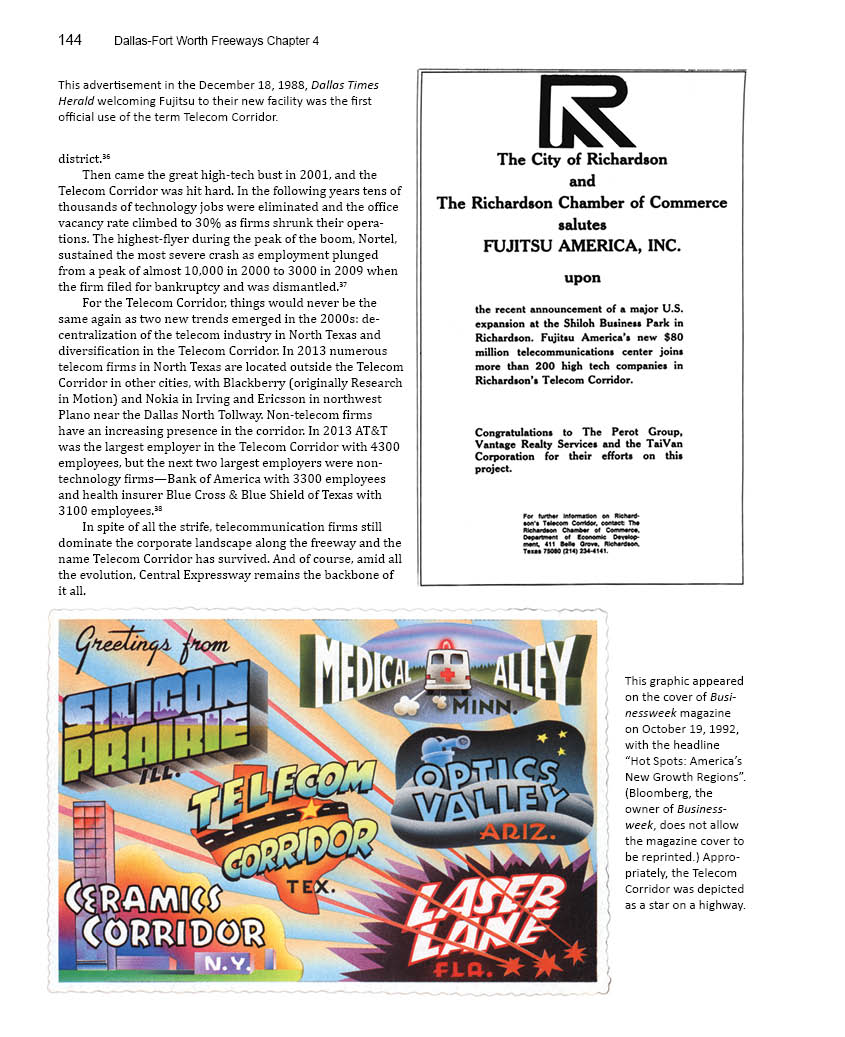 144 Dallas-Fort Worth Freeways Chapter 4
This advertisement in the December 18, 1988, Dallas Times
Herald welcoming Fujitsu to their new facility was the first
official use of the term Telecom Corridor.
district.³⁶
Then came the great high-tech bust in 2001, and the
Telecom Corridor was hit hard. In the following years tens of
thousands of technology jobs were eliminated and the office
vacancy rate climbed to 30% as firms shrunk their opera-
tions. The highest-flyer during the peak of the boom, Nortel,
sustained the most severe crash as employment plunged
from a peak of almost 10,000 in 2000 to 3000 in 2009 when
the firm filed for bankruptcy and was dismantled.³⁷
For the Telecom Corridor, things would never be the
same again as two new trends emerged in the 2000s: de-
centralization of the telecom industry in North Texas and
diversification in the Telecom Corridor. In 2013 numerous
telecom firms in North Texas are located outside the Telecom
Corridor in other cities, with Blackberry (originally Research
in Motion) and Nokia in Irving and Ericsson in northwest
Plano near the Dallas North Tollway. Non-telecom firms
have an increasing presence in the corridor. In 2013 AT&T
was the largest employer in the Telecom Corridor with 4300
employees, but the next two largest employers were non-
technology firms—Bank of America with 3300 employees
and health insurer Blue Cross & Blue Shield of Texas with
3100 employees.³⁸
In spite of all the strife, telecommunication firms still
dominate the corporate landscape along the freeway and the
name Telecom Corridor has survived. And of course, amid all
the evolution, Central Expressway remains the backbone of
it all.
R
The City of Richardson
and
The Richardson Chamber of Commerce
salutes
FUJITSU AMERICA, INC.
upon
the recent announcement of a major U.S.
expansion at the Shiloh Business Park in
Richardson. Fujitsu America's new $80
million telecommunications center joins
more than 200 high tech companies in
Richardson's Telecom Corridor.
Congratulations to The Perot Group,
Vantage Realty Services and the TaiVan
Corporation for their efforts on this
project.
For further information on Richard-
son's Telecom Corridor, contact: The
Richardson Chamber of Commerce,
Department of Economic Develop-
ment, 411 Belle Grove, Richardson,
Texas 75080 (214) 234-4141.
Greetings from
SILICON
PRAIRIE
ILL.
MEDICAL ALLEY
MINN.
TELECOM
CORRIDOR
TEX.
OPTICS
VALLEY
ARIZ.
CERAMICS
CORRIDOR
N.Y.
LASER
LANE
FLA.
This graphic appeared
on the cover of Busi-
nessweek magazine
on October 19, 1992,
with the headline
“Hot Spots: America’s
New Growth Regions”.
(Bloomberg, the
owner of Business-
week, does not allow
the magazine cover to
be reprinted.) Appro-
priately, the Telecom
Corridor was depicted
as a star on a highway.